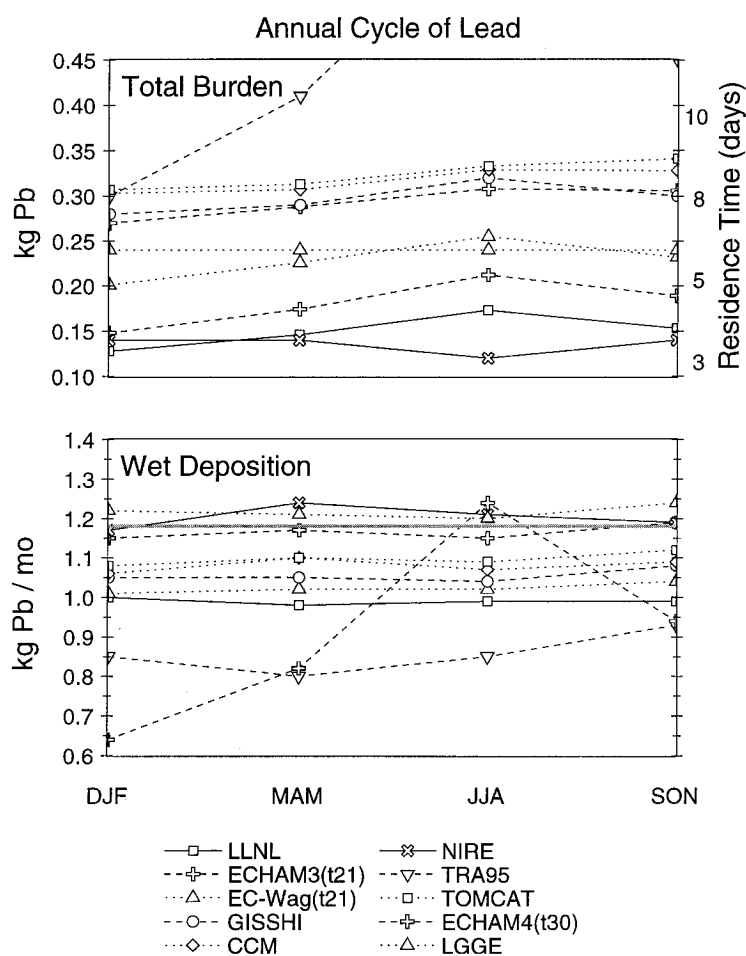 Annual Cycle of Lead
Total Burden
kg Pb
0.45
0.40
0.35
0.30
0.25
0.20
0.15
0.10
10
8
5
3
Residence Time (days)
Wet Deposition
kg Pb / mo
1.4
1.3
1.2
1.1
1.0
0.9
0.8
0.7
0.6
DJF MAM JJA SON
LLNL NIRE
ECHAM3(t21) TRA95
EC-Wag(t21) TOMCAT
GISSHI ECHAM4(t30)
CCM LGGE